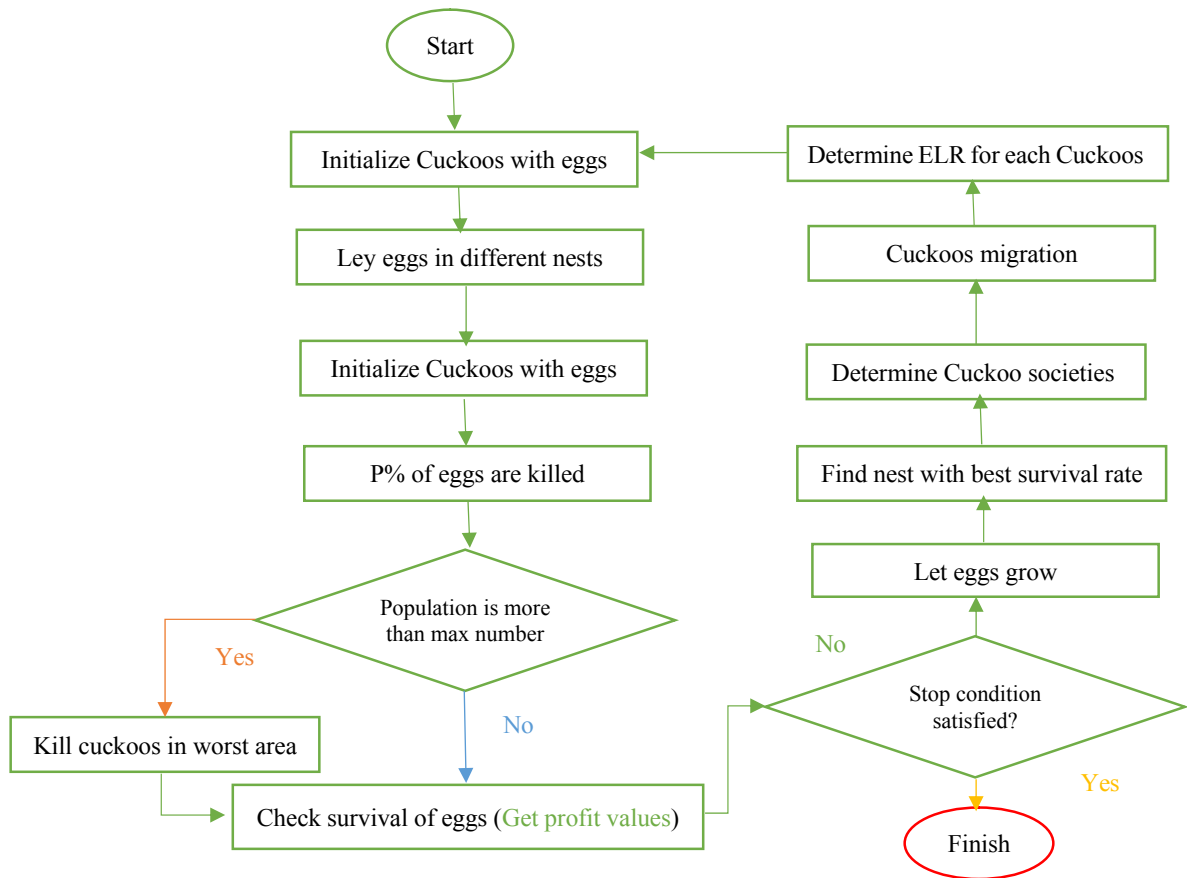 Start
Initialize Cuckoos with eggs
Ley eggs in different nests
Initialize Cuckoos with eggs
P% of eggs are killed
Population is more
than max number
Yes
No
Kill cuckoos in worst area
Check survival of eggs (Get profit values)
Stop condition
satisfied?
No
Yes
Finish
Let eggs grow
Find nest with best survival rate
Determine Cuckoo societies
Cuckoos migration
Determine ELR for each Cuckoos